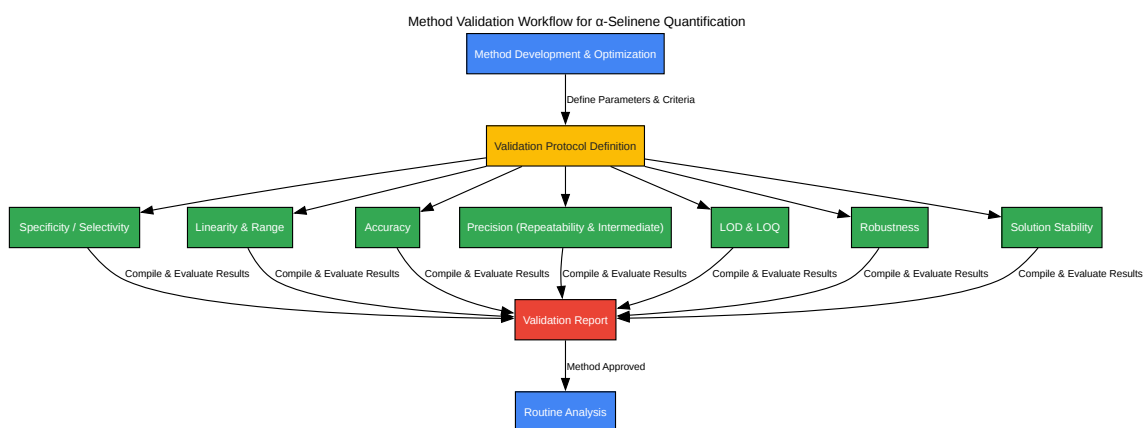 Method Validation Workflow for α-Selinene Quantification
Method Development & Optimization
Define Parameters & Criteria
Validation Protocol Definition
Specificity / Selectivity
Linearity & Range
Accuracy
Precision (Repeatability & Intermediate)
LOD & LOQ
Robustness
Solution Stability
Compile & Evaluate Results
Compile & Evaluate Results
Compile & Evaluate Results
Compile & Evaluate Results
Compile & Evaluate Results
Compile & Evaluate Results
Compile & Evaluate Results
Validation Report
Method Approved
Routine Analysis